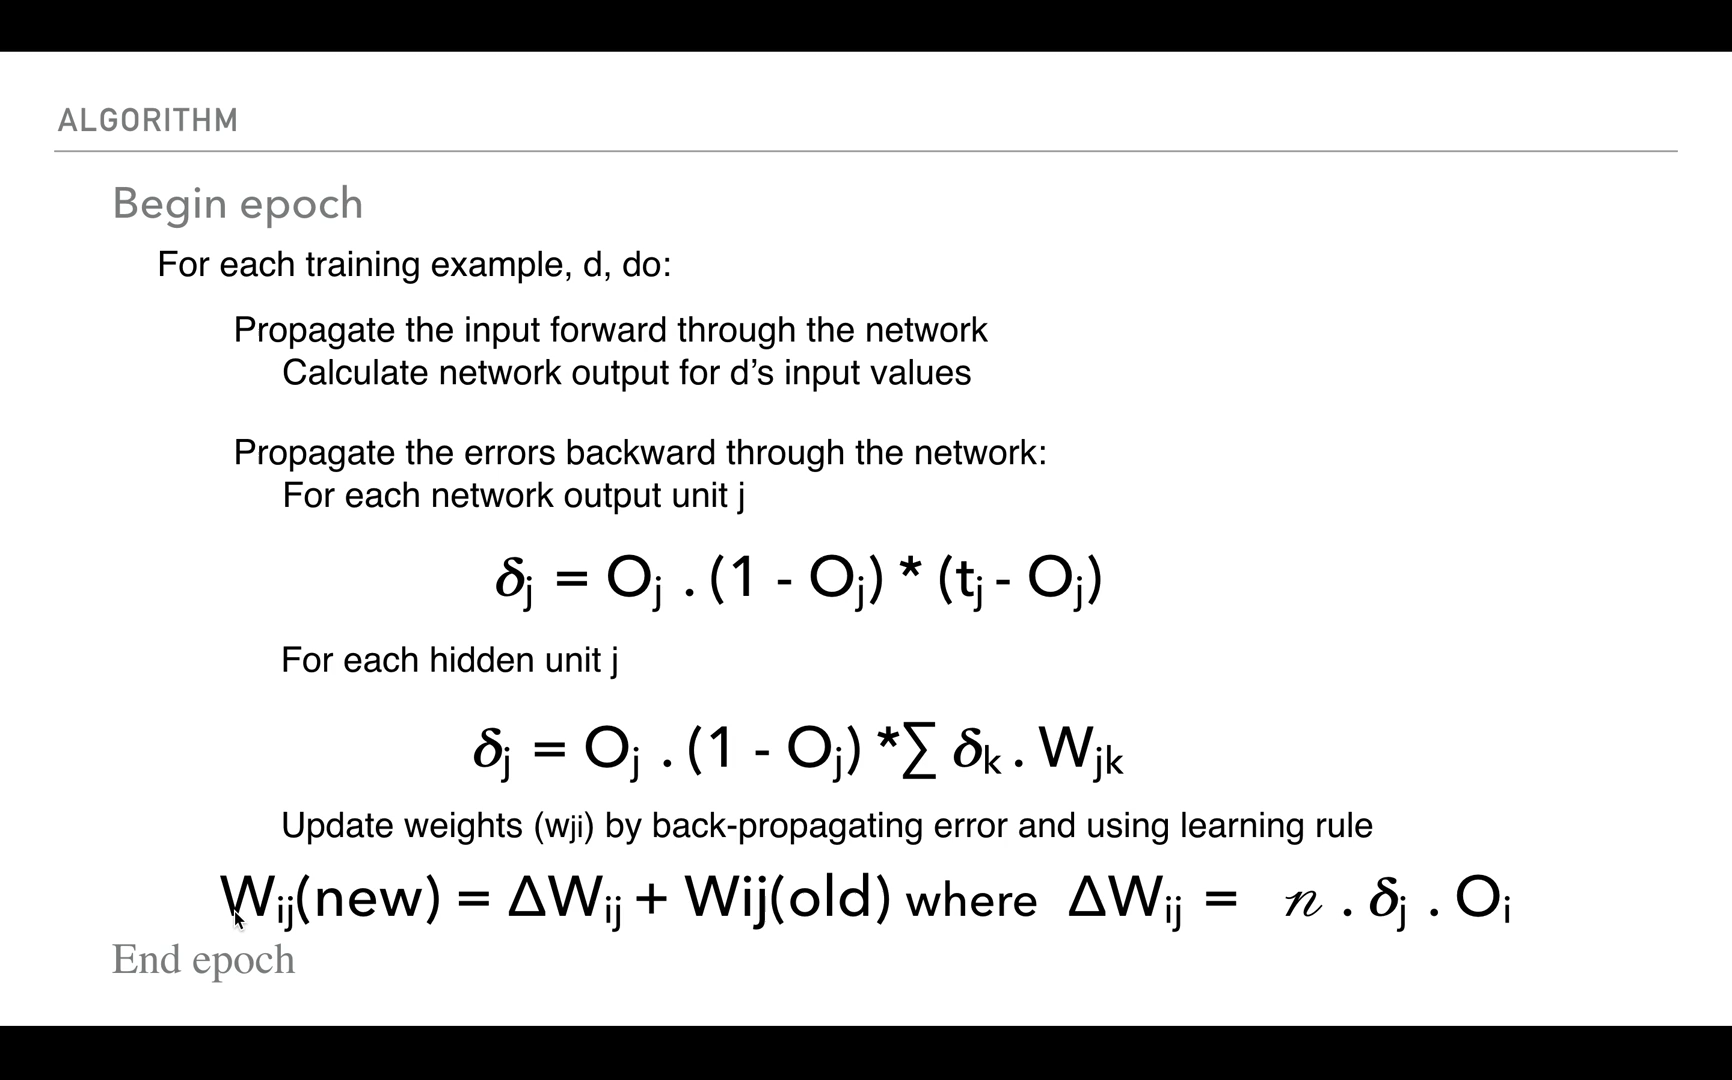 ALGORITHM
Begin epoch
For each training example, d, do:
Propagate the input forward through the network
Calculate network output for d’s input values
Propagate the errors backward through the network:
For each network output unit j
δj = Oj . (1 - Oj) * (tj - Oj)
For each hidden unit j
δj = Oj . (1 - Oj) *∑ δk . Wjk
Update weights (wji) by back-propagating error and using learning rule
Wij(new) = ΔWij + Wij(old) where ΔWij = n . δj . Oi
End epoch